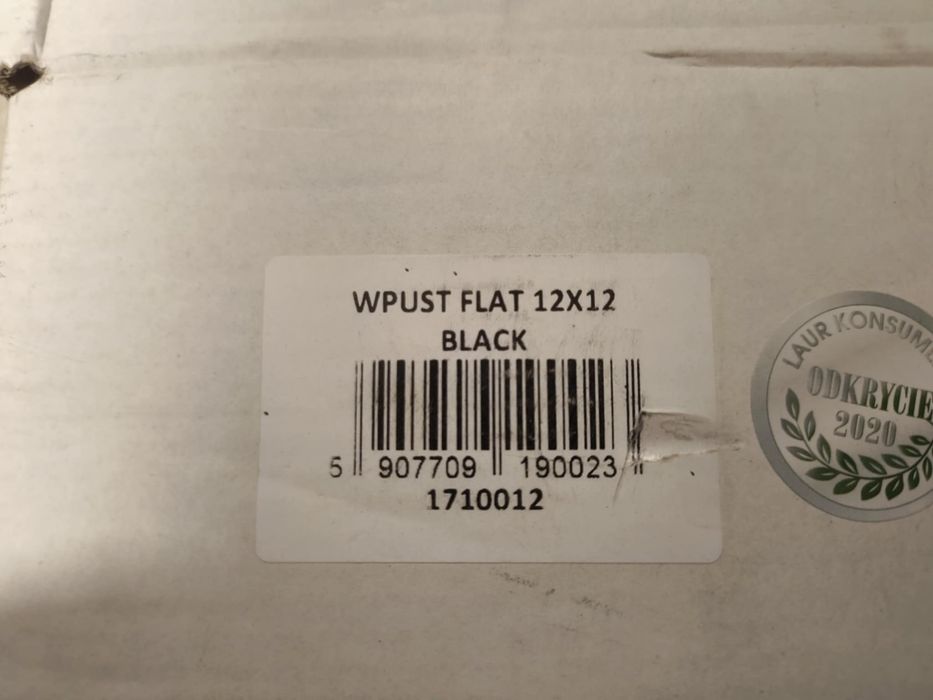 WPUST FLAT 12X12
BLACK
5 907709 190023
1710012
LAUR KONSUME
ODKRYCIE
2020